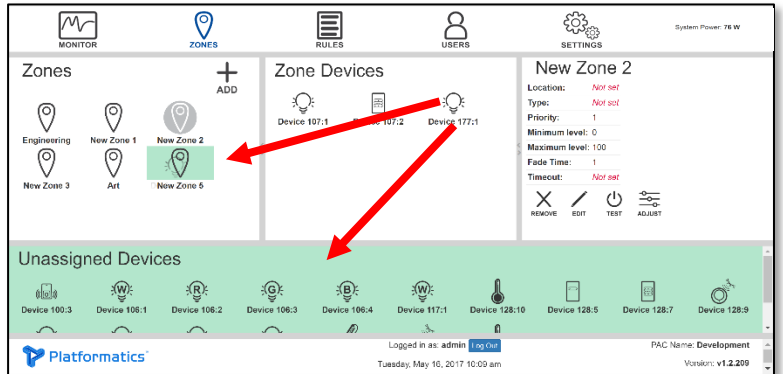 MONITOR
ZONES
RULES
USERS
SETTINGS
System Power: 76 W
Zones
ADD
Engineering
New Zone 1
New Zone 2
New Zone 3
Art
New Zone 5
Zone Devices
Device 107:1
Device 107:2
Device 177:1
New Zone 2
Location: Not set
Type: Not set
Priority: 1
Minimum level: 0
Maximum level: 100
Fade Time: 1
Timeout: Not set
REMOVE
EDIT
TEST
ADJUST
Unassigned Devices
W
R
G
B
W
Device 100:3
Device 106:1
Device 106:2
Device 106:3
Device 106:4
Device 117:1
Device 128:10
Device 128:5
Device 128:7
Device 128:9
Platformatics
Logged in as: admin Log Out
Tuesday, May 16, 2017 10:09 am
PAC Name: Development
Version: v1.2.209